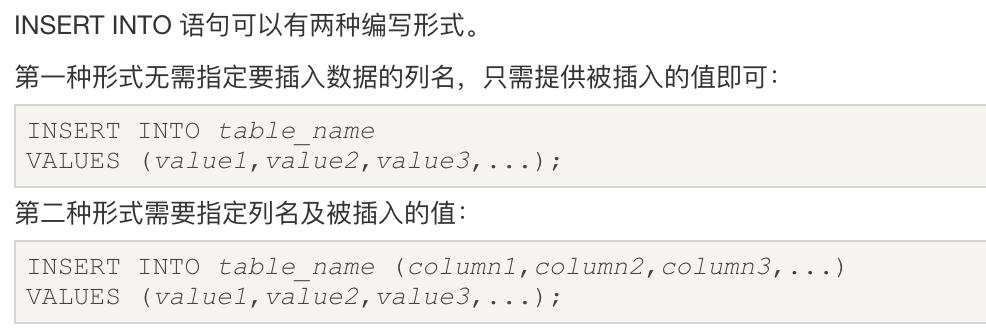 INSERT INTO 语句可以有两种编写形式。
第一种形式无需指定要插入数据的列名，只需提供被插入的值即可：
INSERT INTO table_name
VALUES (value1,value2,value3,...);
第二种形式需要指定列名及被插入的值：
INSERT INTO table_name (column1,column2,column3,...)
VALUES (value1,value2,value3,...);